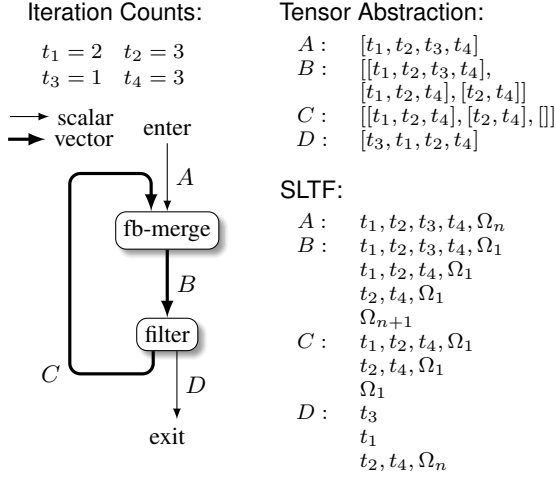 Iteration Counts:
t₁ = 2 t₂ = 3
t₃ = 1 t₄ = 3
scalar
vector
enter
A
fb-merge
B
filter
C
D
exit
Tensor Abstraction:
A : [t₁, t₂, t₃, t₄]
B : [[t₁, t₂, t₃, t₄],
[t₁, t₂, t₄], [t₂, t₄]]
C : [[t₁, t₂, t₄], [t₂, t₄], []]
D : [t₃, t₁, t₂, t₄]
SLTF:
A : t₁, t₂, t₃, t₄, Ωₙ
B : t₁, t₂, t₃, t₄, Ω₁
t₁, t₂, t₄, Ω₁
t₂, t₄, Ω₁
Ωₙ₊₁
C : t₁, t₂, t₄, Ω₁
t₂, t₄, Ω₁
Ω₁
D : t₃
t₁
t₂, t₄, Ωₙ